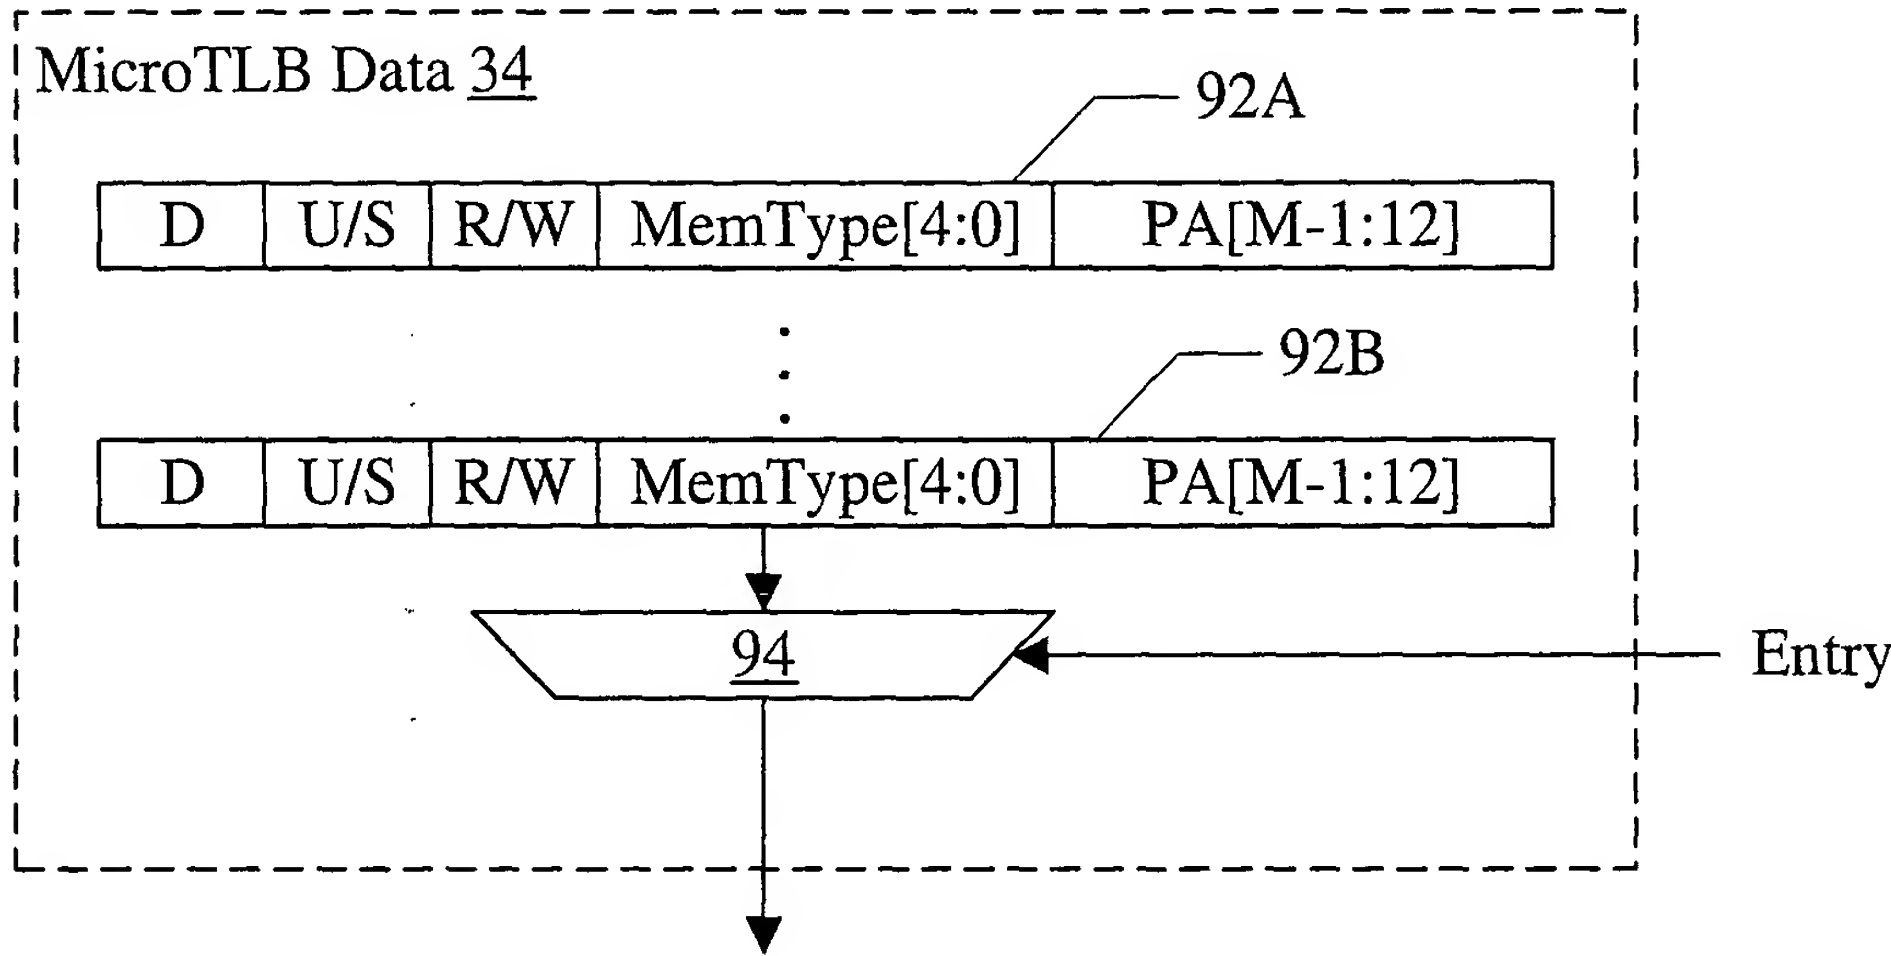 MicroTLB Data 34
92A
D U/S R/W MemType[4:0] PA[M-1:12]
92B
D U/S R/W MemType[4:0] PA[M-1:12]
94
Entry